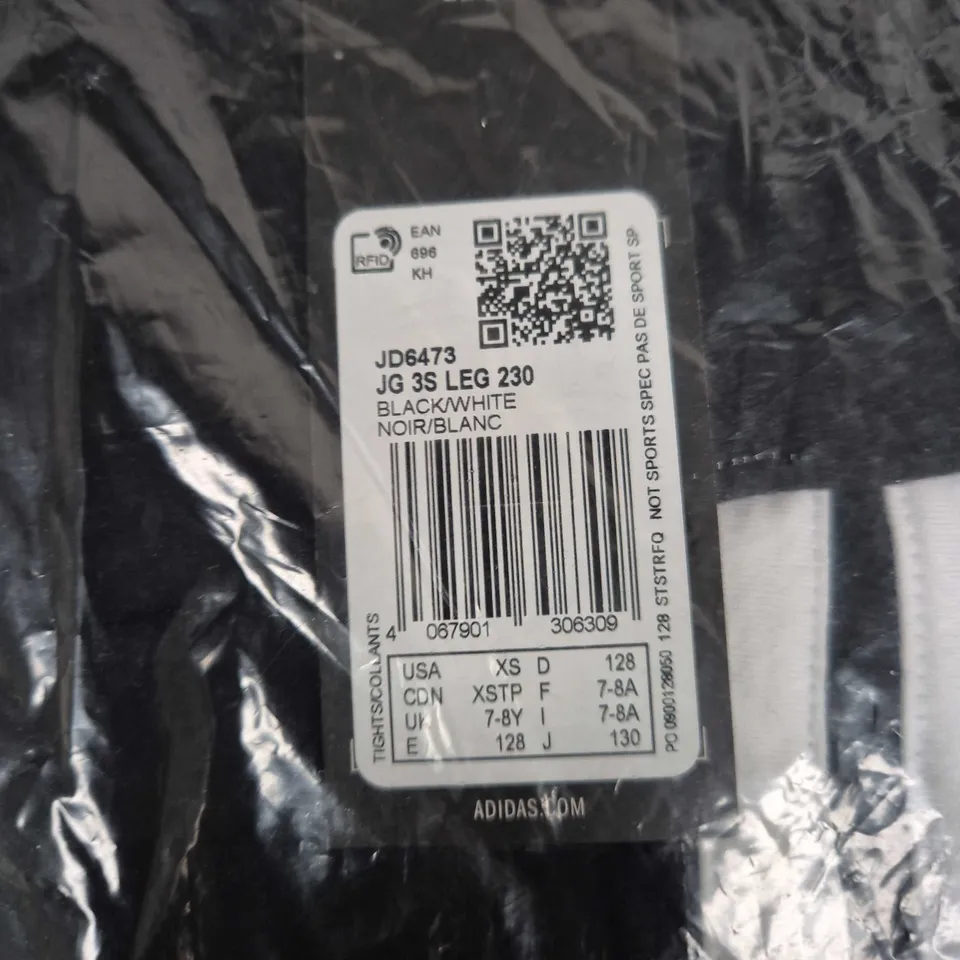 RFID
EAN
696
KH
JD6473
JG 3S LEG 230
BLACK/WHITE
NOIR/BLANC
4 067901 306309
USA XS D 128
CDN XSTP F 7-8A
UK 7-8Y I 7-8A
E 128 J 130
TIGHTS/COLLANTS
PO 0900128050 128 STSTRFQ NOT SPORTS SPEC PAS DE SPORT SP
ADIDAS.COM